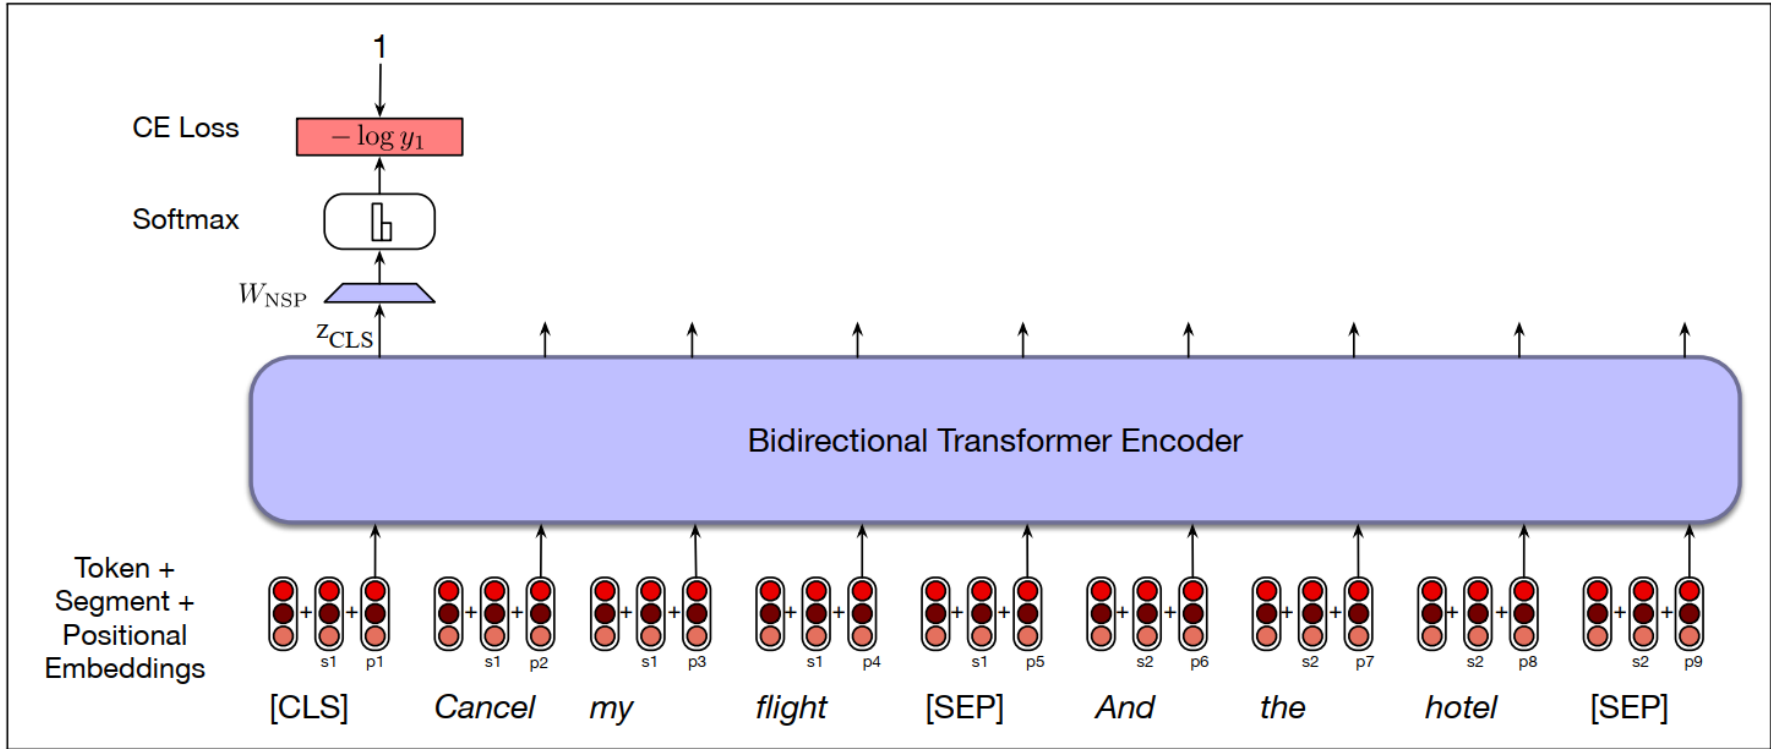 1
CE Loss
− log y₁
Softmax
W_NSP
z_CLS
Bidirectional Transformer Encoder
Token +
Segment +
Positional
Embeddings
+ + + + + + + + + + + + + + + + + +
s1 p1 s1 p2 s1 p3 s1 p4 s1 p5 s2 p6 s2 p7 s2 p8 s2 p9
[CLS] Cancel my flight [SEP] And the hotel [SEP]